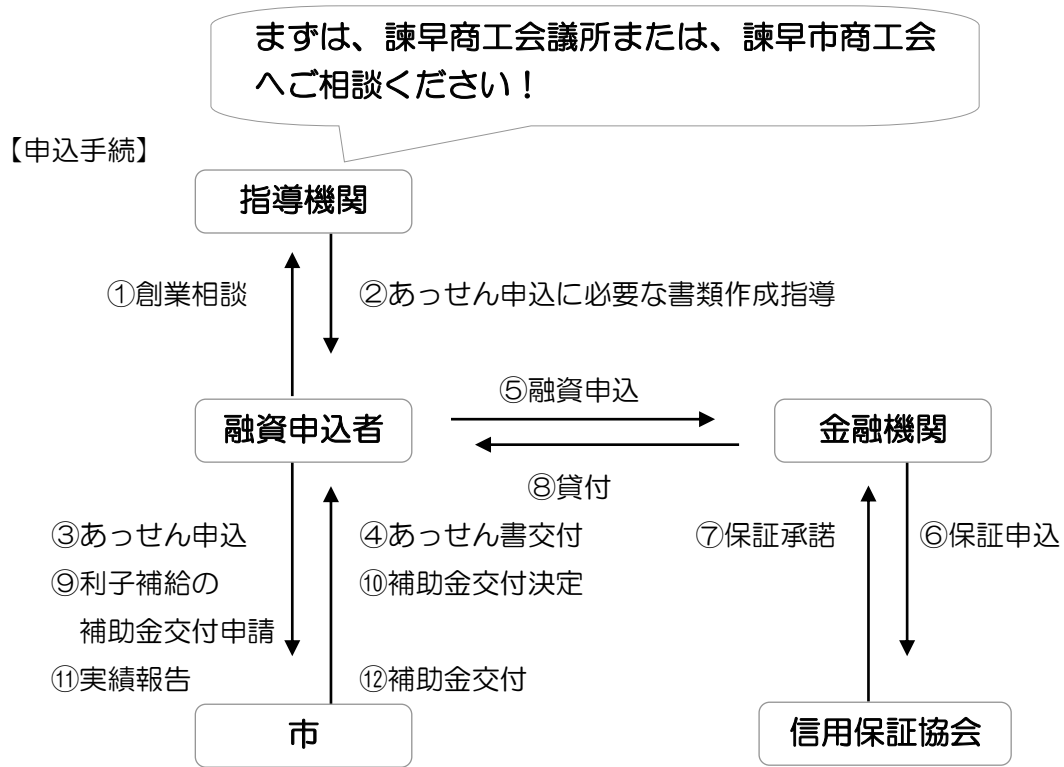 まずは、諫早商工会議所または、諫早市商工会
へご相談ください！
【申込手続】
指導機関
①創業相談
②あっせん申込に必要な書類作成指導
⑤融資申込
融資申込者
金融機関
⑧貸付
③あっせん申込
④あっせん書交付
⑦保証承諾
⑥保証申込
⑨利子補給の
補助金交付申請
⑩補助金交付決定
⑪実績報告
⑫補助金交付
市
信用保証協会